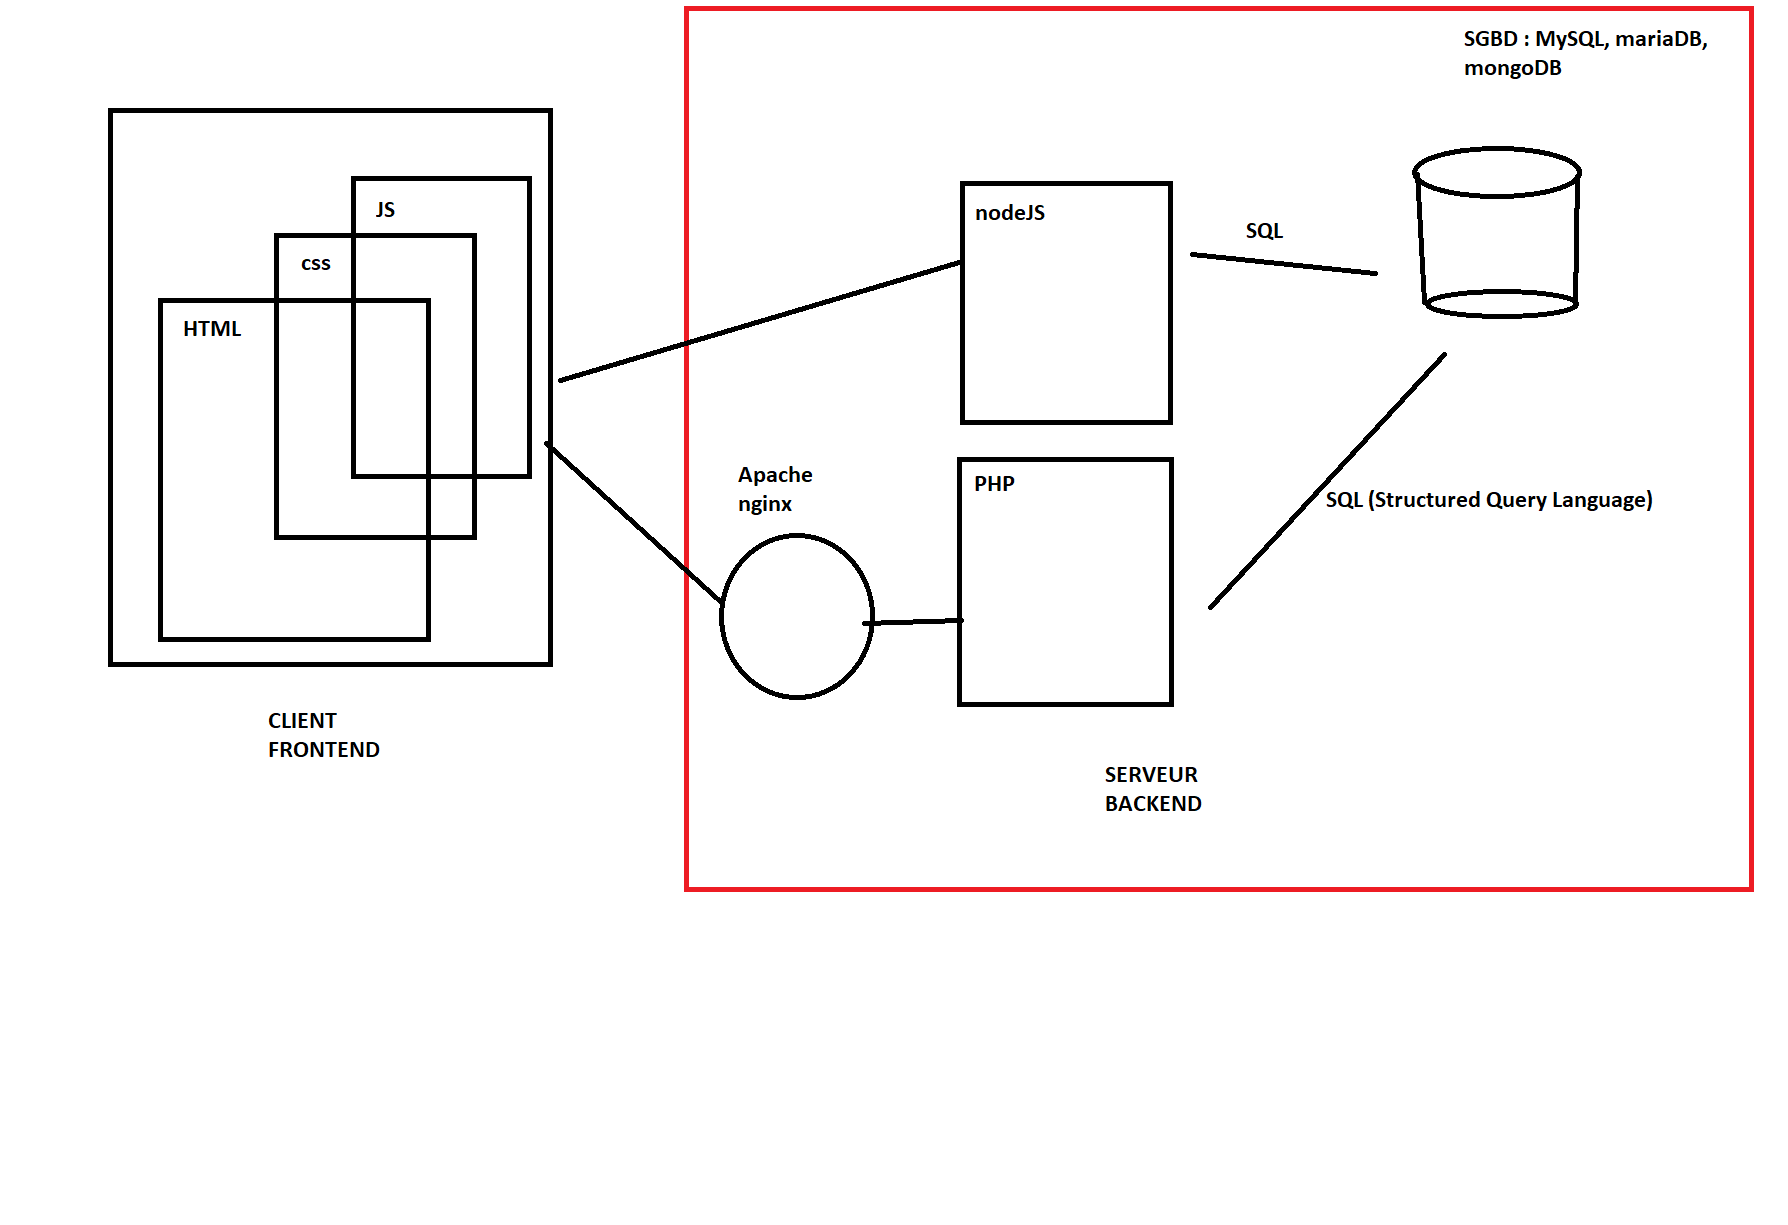 SGBD : MySQL, mariaDB,
mongoDB
JS
css
HTML
nodeJS
SQL
Apache
nginx
PHP
SQL (Structured Query Language)
CLIENT
FRONTEND
SERVEUR
BACKEND